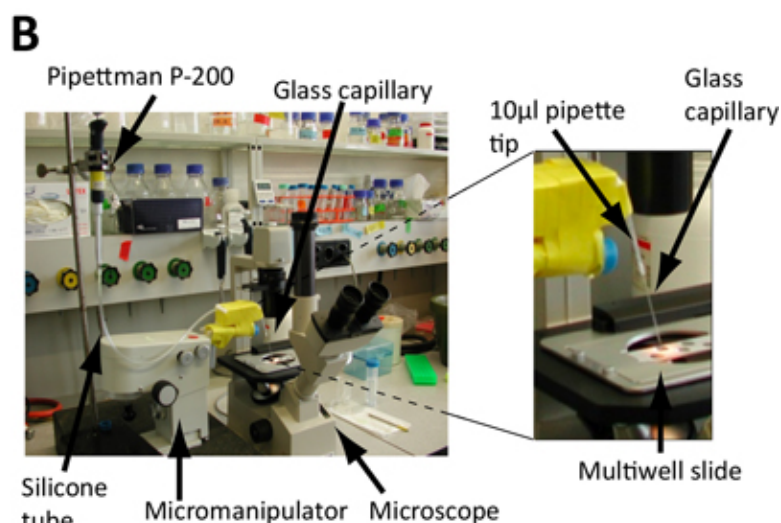 B
Pipettman P-200
Glass capillary
Glass
capillary
10µl pipette
tip
Silicone
tube
Micromanipulator
Microscope
Multiwell slide